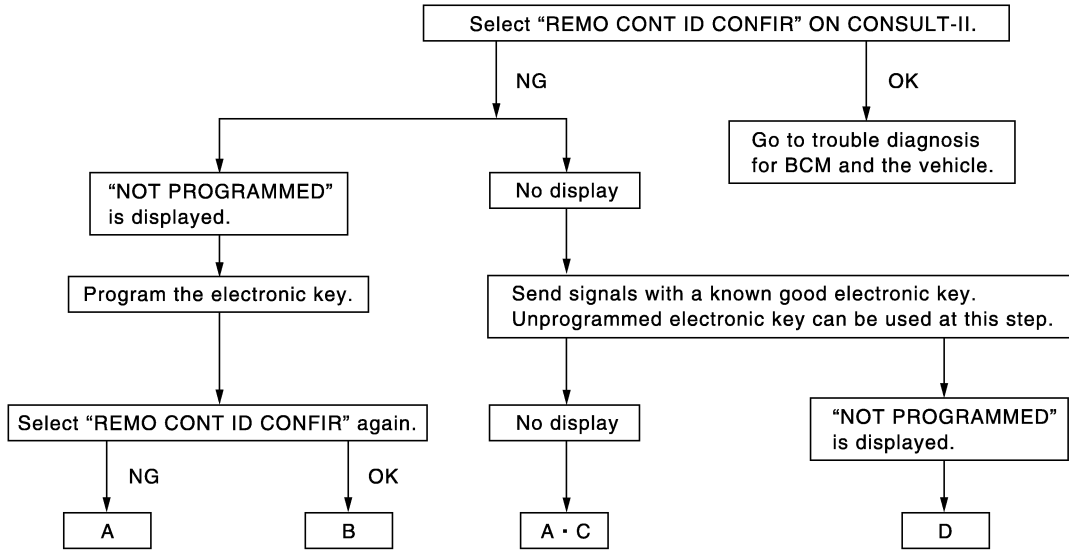 Select “REMO CONT ID CONFIR” ON CONSULT-II.
NG
OK
Go to trouble diagnosis
for BCM and the vehicle.
“NOT PROGRAMMED”
is displayed.
No display
Program the electronic key.
Send signals with a known good electronic key.
Unprogrammed electronic key can be used at this step.
Select “REMO CONT ID CONFIR” again.
No display
“NOT PROGRAMMED”
is displayed.
NG
OK
A
B
A · C
D